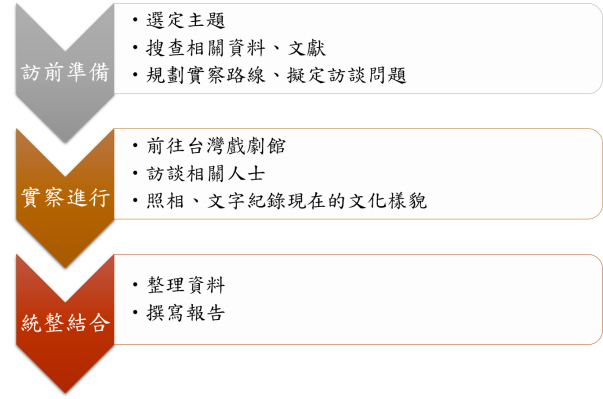 訪前準備
・選定主題
・搜查相關資料、文獻
・規劃實察路線、擬定訪談問題
實察進行
・前往台灣戲劇館
・訪談相關人士
・照相、文字紀錄現在的文化樣貌
統整結合
・整理資料
・撰寫報告